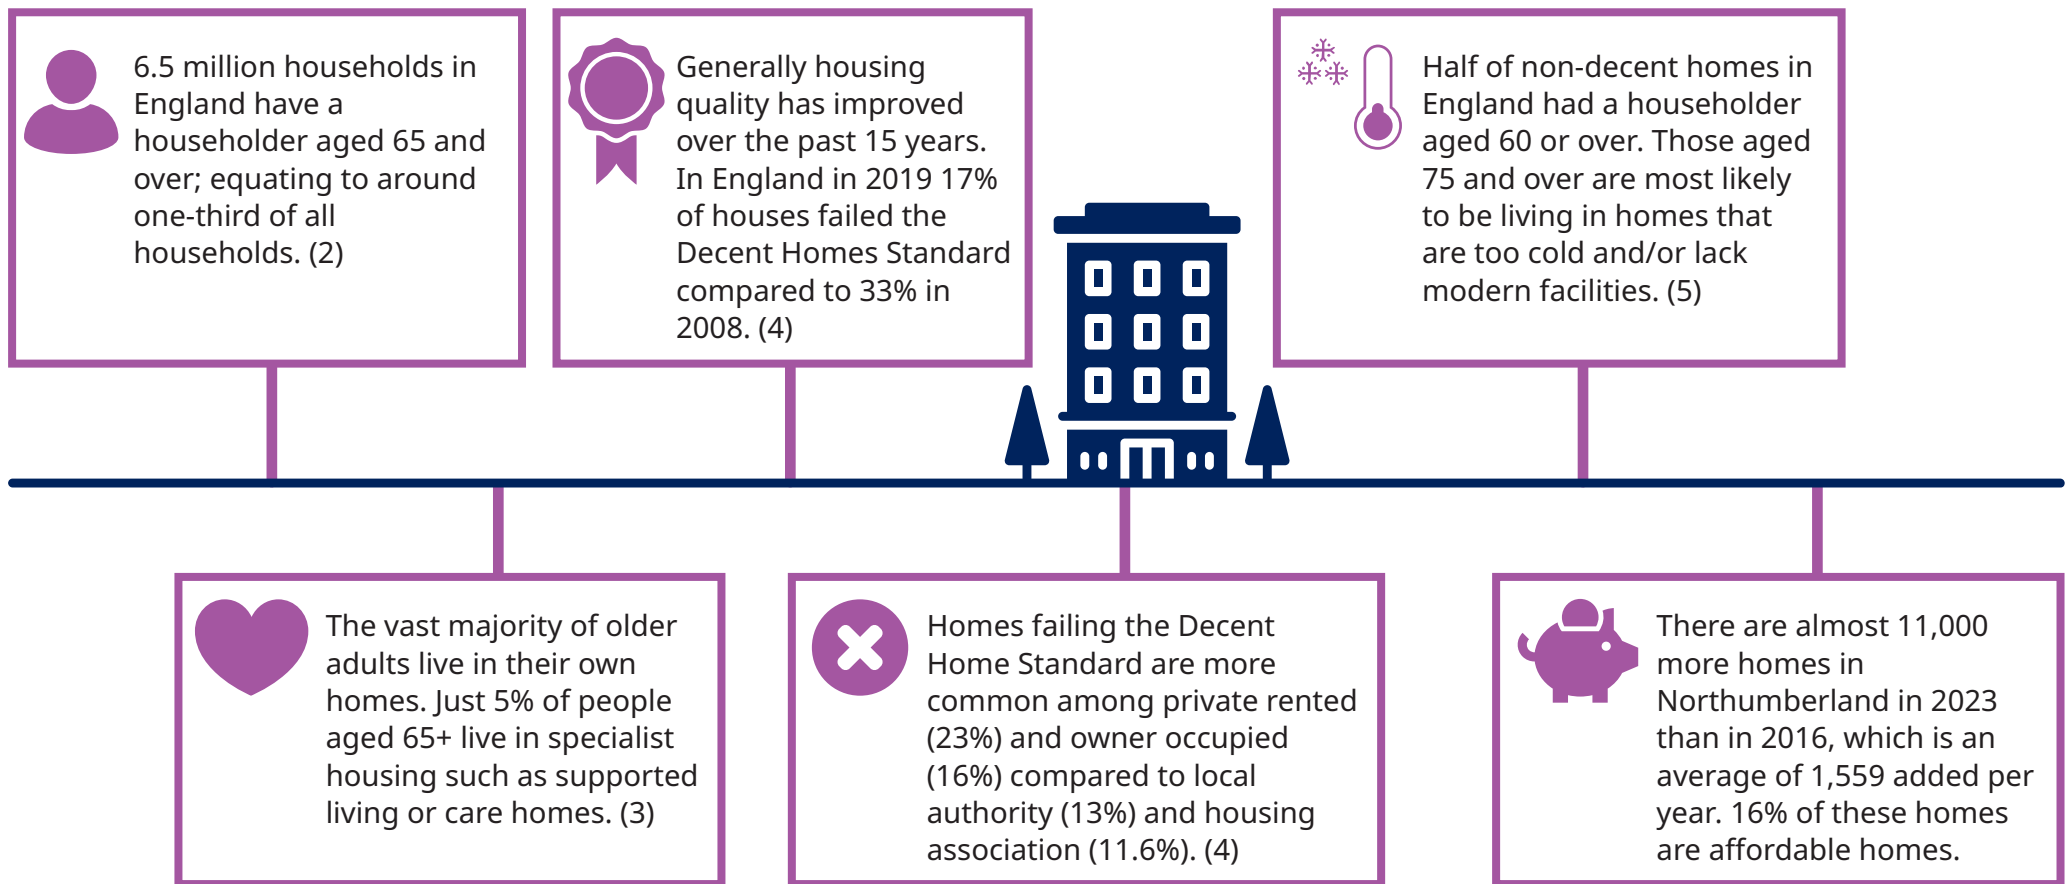 6.5 million households in
England have a
householder aged 65 and
over; equating to around
one-third of all
households. (2)
Generally housing
quality has improved
over the past 15 years.
In England in 2019 17%
of houses failed the
Decent Homes Standard
compared to 33% in
2008. (4)
Half of non-decent homes in
England had a householder
aged 60 or over. Those aged
75 and over are most likely
to be living in homes that
are too cold and/or lack
modern facilities. (5)
The vast majority of older
adults live in their own
homes. Just 5% of people
aged 65+ live in specialist
housing such as supported
living or care homes. (3)
Homes failing the Decent
Home Standard are more
common among private rented
(23%) and owner occupied
(16%) compared to local
authority (13%) and housing
association (11.6%). (4)
There are almost 11,000
more homes in
Northumberland in 2023
than in 2016, which is an
average of 1,559 added per
year. 16% of these homes
are affordable homes.